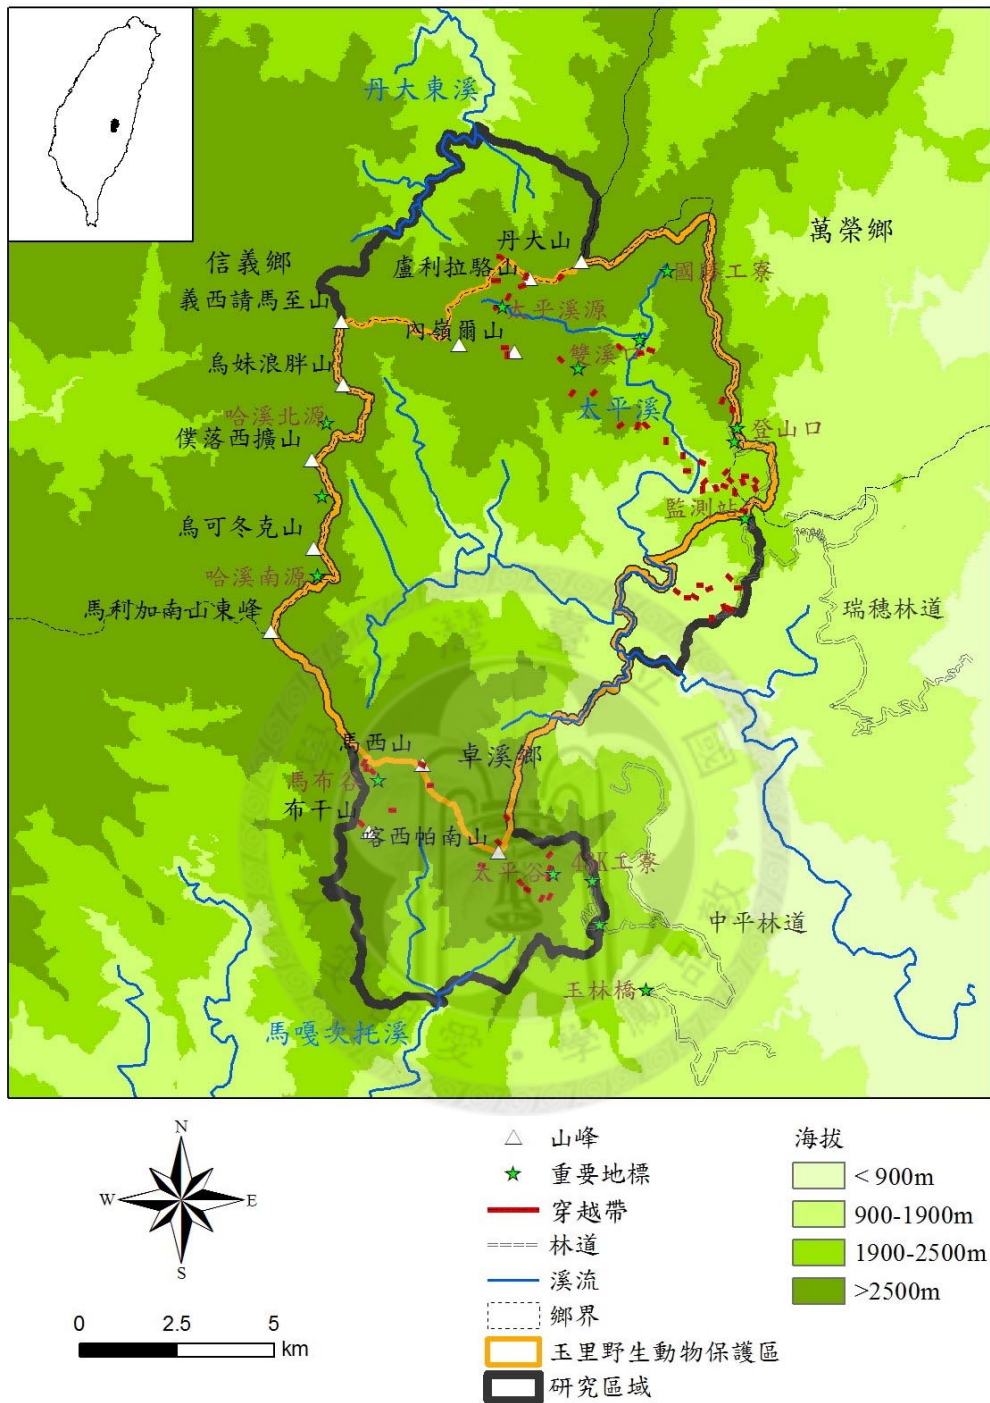 丹大東溪
信義鄉
丹大山
萬榮鄉
盧利拉駱山
國勝工寮
義西請馬至山
太平溪源
內嶺爾山
雙溪口
烏妹浪胖山
太平溪
哈溪北源
登山口
僕落西擴山
監測站
烏可冬克山
哈溪南源
馬利加南山東峰
瑞穗林道
馬西山
卓溪鄉
馬布谷
布干山
喀西帕南山
太平谷
43K工寮
中平林道
玉林橋
馬嘎次托溪
N
W
E
S
0
2.5
5
km
山峰
重要地標
穿越帶
林道
溪流
鄉界
玉里野生動物保護區
研究區域
海拔
< 900m
900-1900m
1900-2500m
>2500m